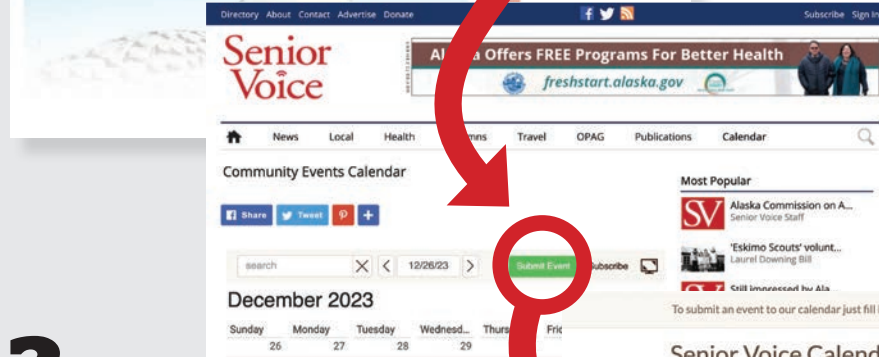 Directory About Contact Advertise Donate
Subscribe Sign In
Senior
Voice
Offers FREE Programs For Better Health
freshstart.alaska.gov
News Local Health mns Travel OPAG Publications Calendar
Community Events Calendar
Share Tweet
search 12/26/23 Submit Event Subscribe
December 2023
Sunday Monday Tuesday Wednesd... Thurs Fri
26 27 28 29
Most Popular
SV
Alaska Commission on A...
Senior Voice Staff
'Eskimo Scouts' volunt...
Laurel Downing Bill
SV
Still impressed by Ala
To submit an event to our calendar just fill i
Senior Voice Calend